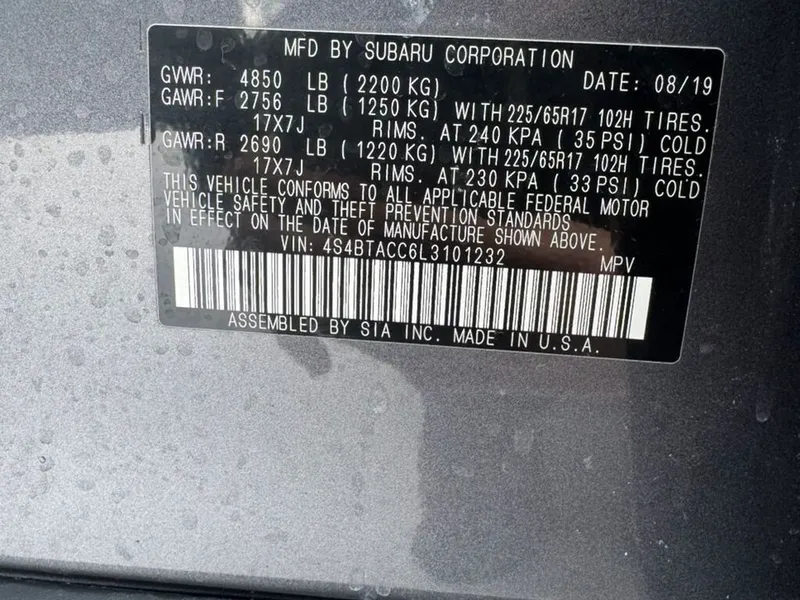 MFD BY SUBARU CORPORATION
GVWR: 4850 LB ( 2200 KG) DATE: 08/19
GAWR:F 2756 LB ( 1250 KG) WITH 225/65R17 102H TIRES.
17X7J RIMS. AT 240 KPA ( 35 PSI) COLD
GAWR:R 2690 LB ( 1220 KG) WITH 225/65R17 102H TIRES.
17X7J RIMS. AT 230 KPA ( 33 PSI) COLD
THIS VEHICLE CONFORMS TO ALL APPLICABLE FEDERAL MOTOR
VEHICLE SAFETY AND THEFT PREVENTION STANDARDS
IN EFFECT ON THE DATE OF MANUFACTURE SHOWN ABOVE.
VIN: 4S4BTACC6L3101232 MPV
ASSEMBLED BY SIA INC. MADE IN U.S.A.